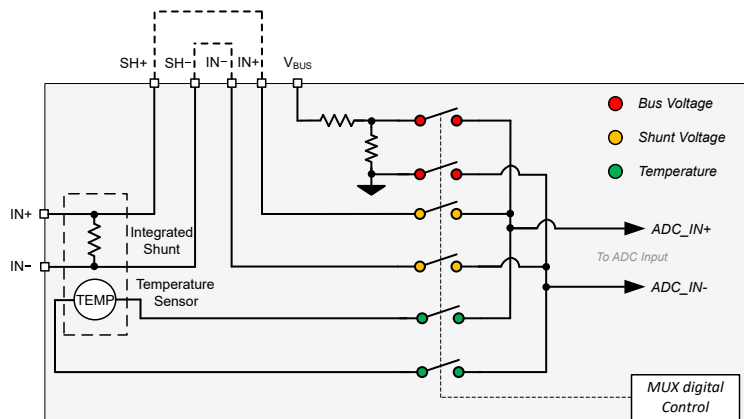 SH+ SH− IN− IN+ VBUS
Bus Voltage
Shunt Voltage
Temperature
IN+
Integrated
Shunt
ADC_IN+
To ADC Input
IN−
Temperature
Sensor
TEMP
ADC_IN-
MUX digital
Control